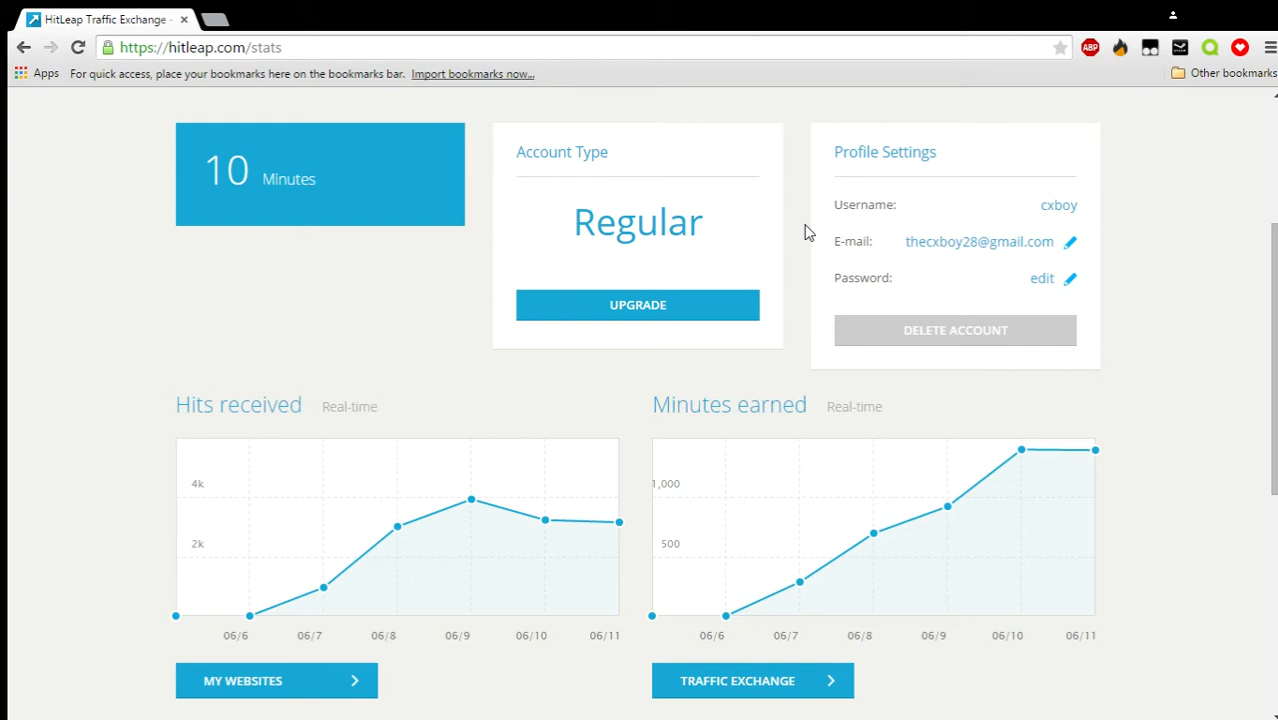 HitLeap Traffic Exchange -
https://hitleap.com/stats
ABP
Apps For quick access, place your bookmarks here on the bookmarks bar. Import bookmarks now... Other bookmarks
10 Minutes
Account Type
Regular
UPGRADE
Profile Settings
Username: cxboy
E-mail: thecxboy28@gmail.com
Password: edit
DELETE ACCOUNT
Hits received Real-time
4k
2k
06/6 06/7 06/8 06/9 06/10 06/11
MY WEBSITES
Minutes earned Real-time
1,000
500
06/6 06/7 06/8 06/9 06/10 06/11
TRAFFIC EXCHANGE